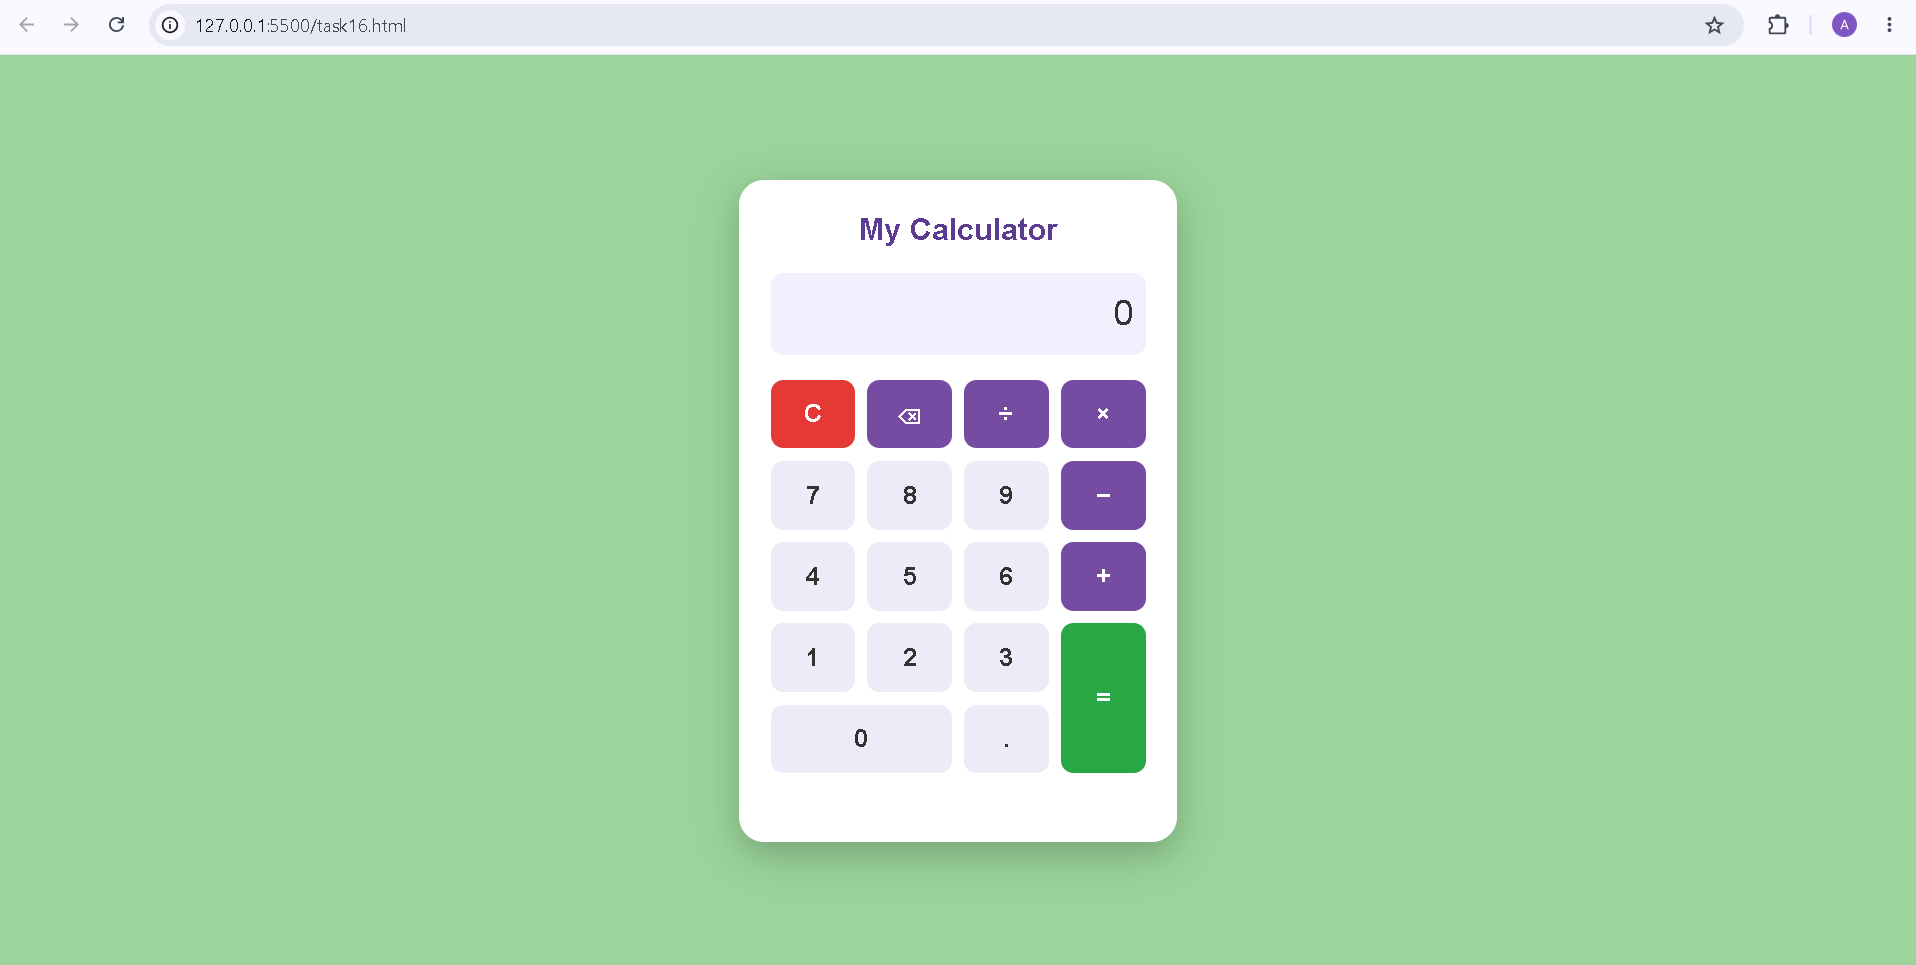 127.0.0.1:5500/task16.html
A
My Calculator
0
C ⌫ ÷ ×
7 8 9 −
4 5 6 +
1 2 3 =
0 .